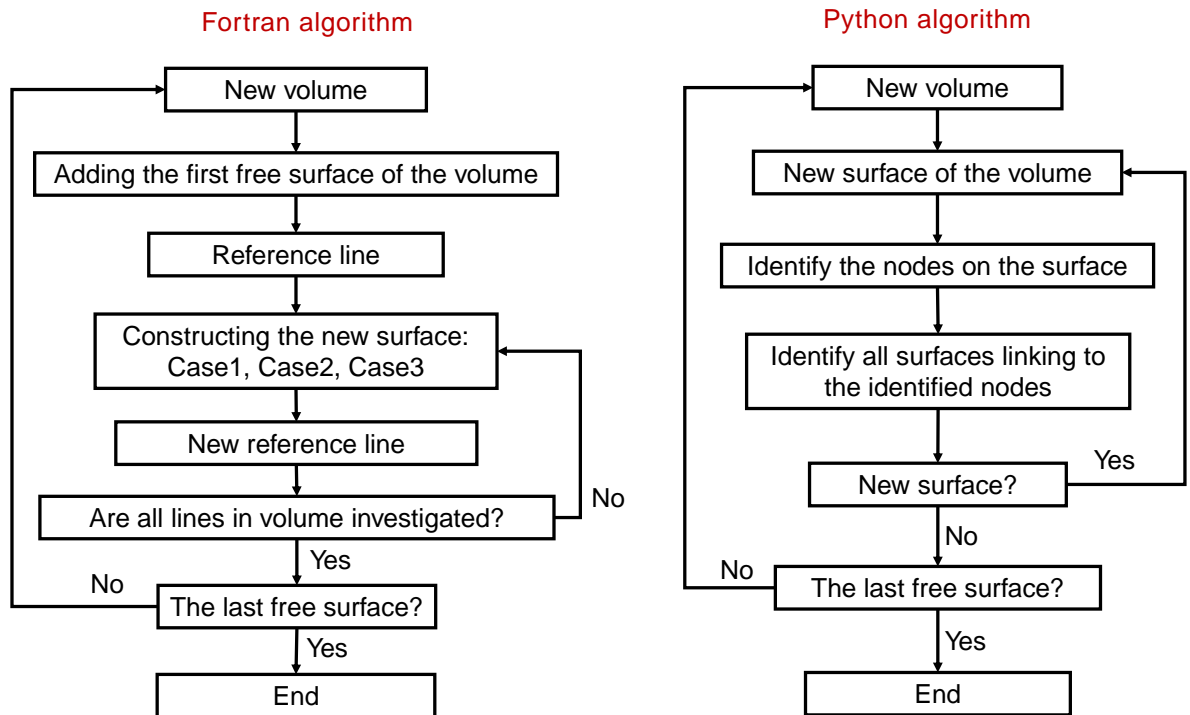 Fortran algorithm
New volume
Adding the first free surface of the volume
Reference line
Constructing the new surface:
Case1, Case2, Case3
New reference line
Are all lines in volume investigated?
No
Yes
No
The last free surface?
Yes
End
Python algorithm
New volume
New surface of the volume
Identify the nodes on the surface
Identify all surfaces linking to
the identified nodes
New surface?
Yes
No
No
The last free surface?
Yes
End